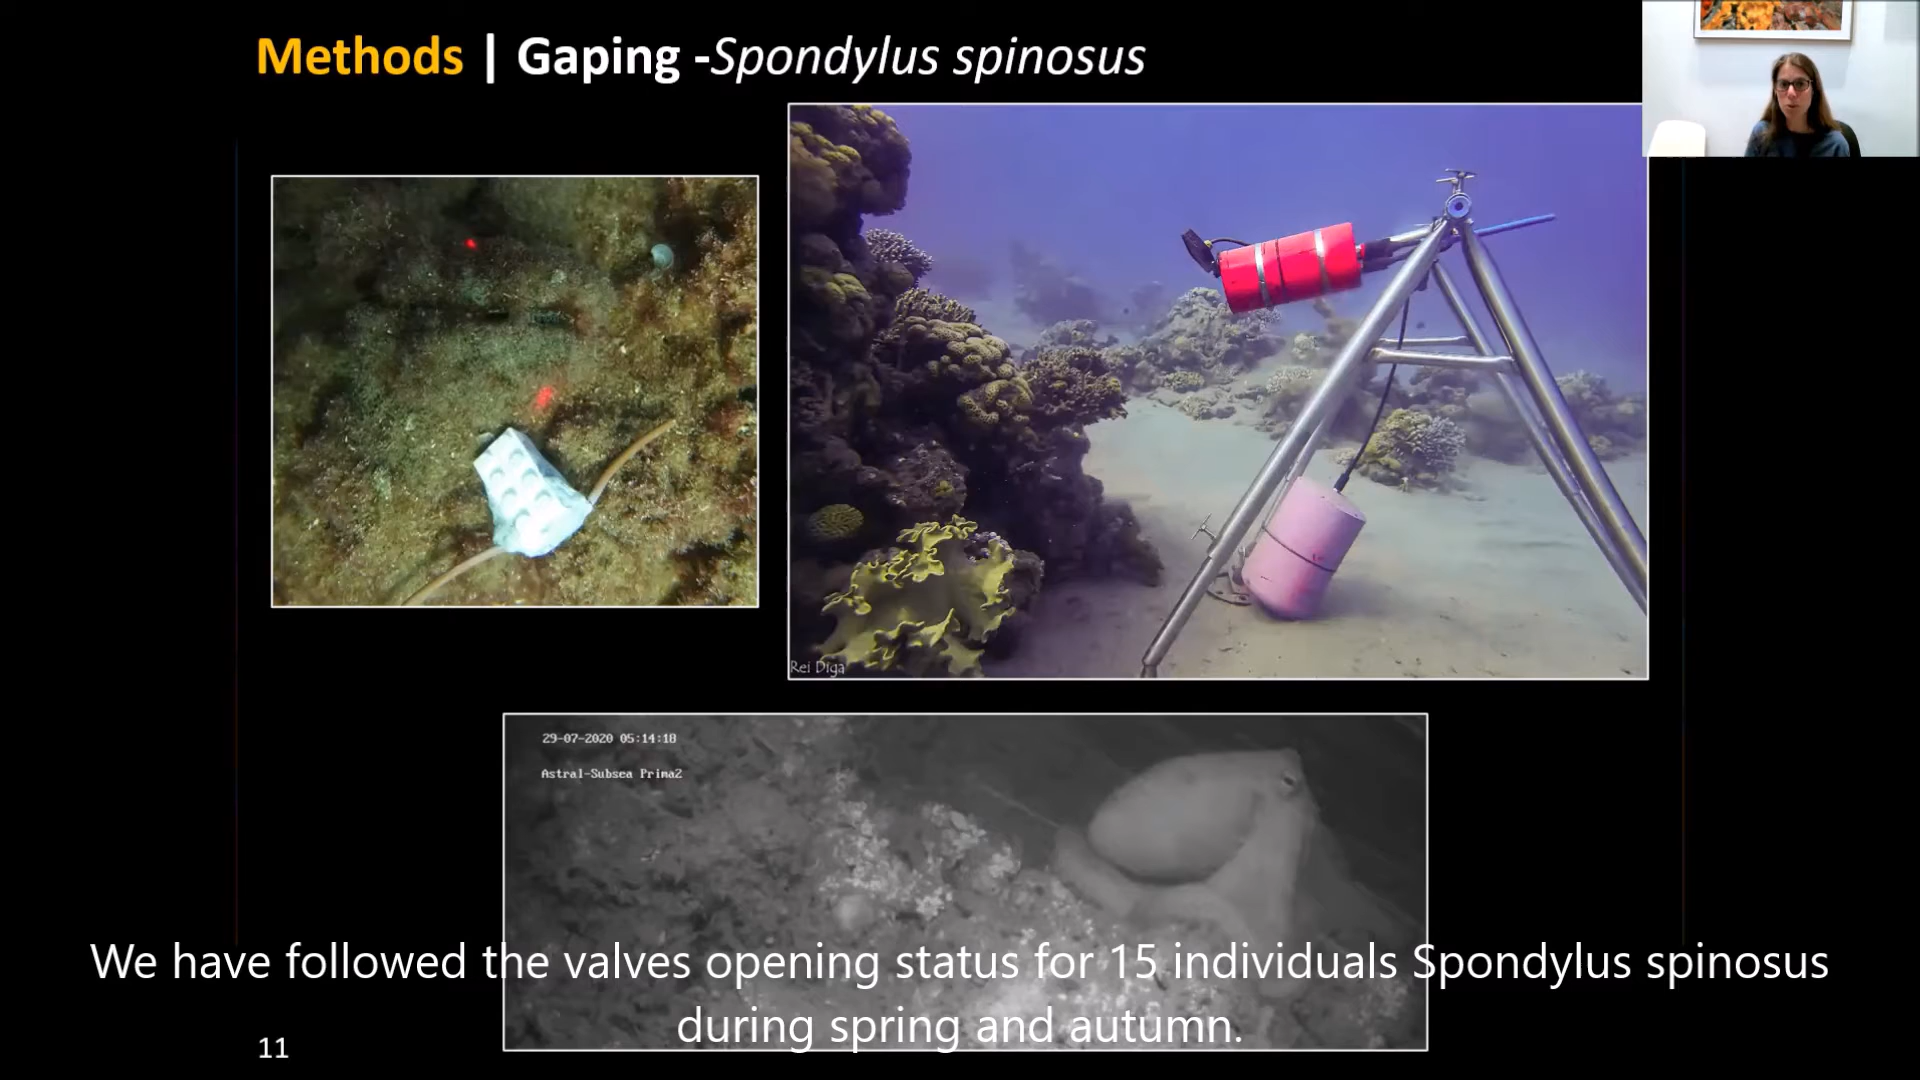 Methods | Gaping -Spondylus spinosus
Rei Diga
29-07-2020 05:14:18
Astral-Subsea Prima2
We have followed the valves opening status for 15 individuals Spondylus spinosus
during spring and autumn.
11